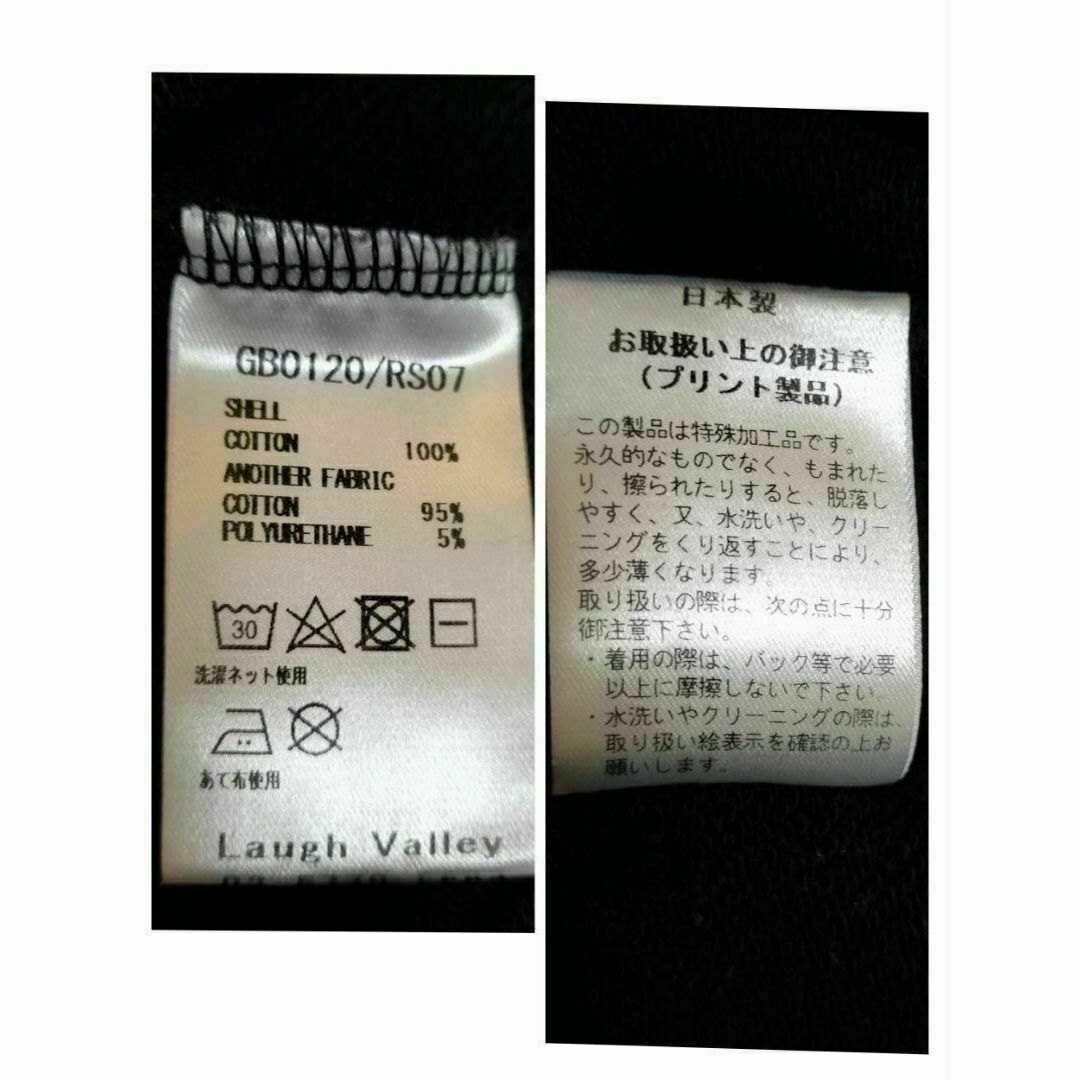 GB0120/RS07
SHELL
COTTON 100%
ANOTHER FABRIC
COTTON 95%
POLYURETHANE 5%
30
洗濯ネット使用
あて布使用
Laugh Valley
日本製
お取扱い上の御注意
(プリント製品)
この製品は特殊加工品です。
永久的なものでなく、もまれた
り、擦られたりすると、脱落し
やすく、又、水洗いや、クリー
ニングをくり返すことにより、
多少薄くなります。
取り扱いの際は、次の点に十分
御注意下さい。
・着用の際は、バック等で必要
以上に摩擦しないで下さい。
・水洗いやクリーニングの際は、
取り扱い絵表示を確認の上お
願いします。